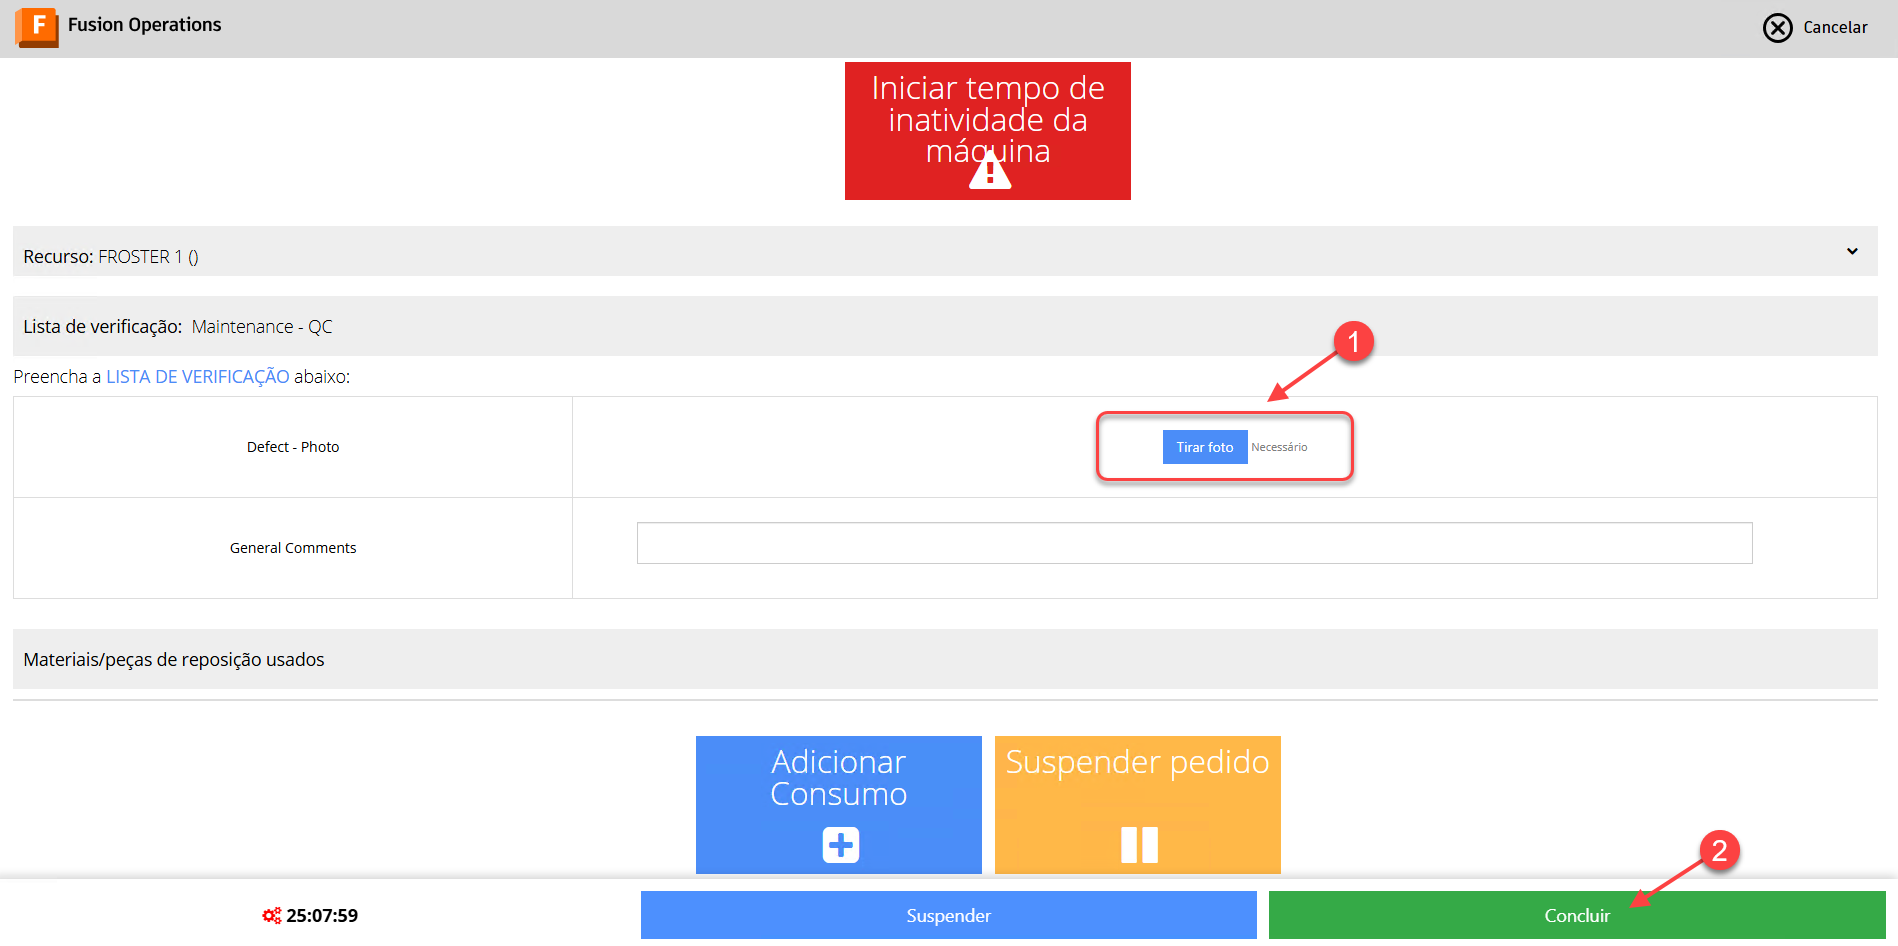 F Fusion Operations
Cancelar
Iniciar tempo de
inatividade da
máquina
Recurso: FROSTER 1 ()
Lista de verificação: Maintenance - QC
1
Preencha a LISTA DE VERIFICAÇÃO abaixo:
Defect - Photo
Tirar foto Necessário
General Comments
Materiais/peças de reposição usados
Adicionar
Consumo
Suspender pedido
2
25:07:59
Suspender
Concluir